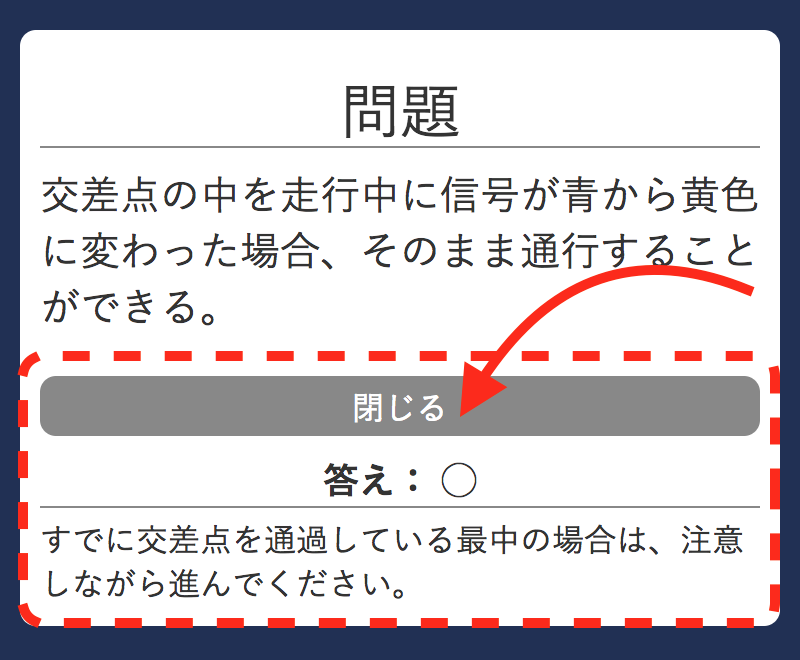 問題
交差点の中を走行中に信号が青から黄色
に変わった場合、そのまま通行すること
ができる。
閉じる
答え：◯
すでに交差点を通過している最中の場合は、注意
しながら進んでください。